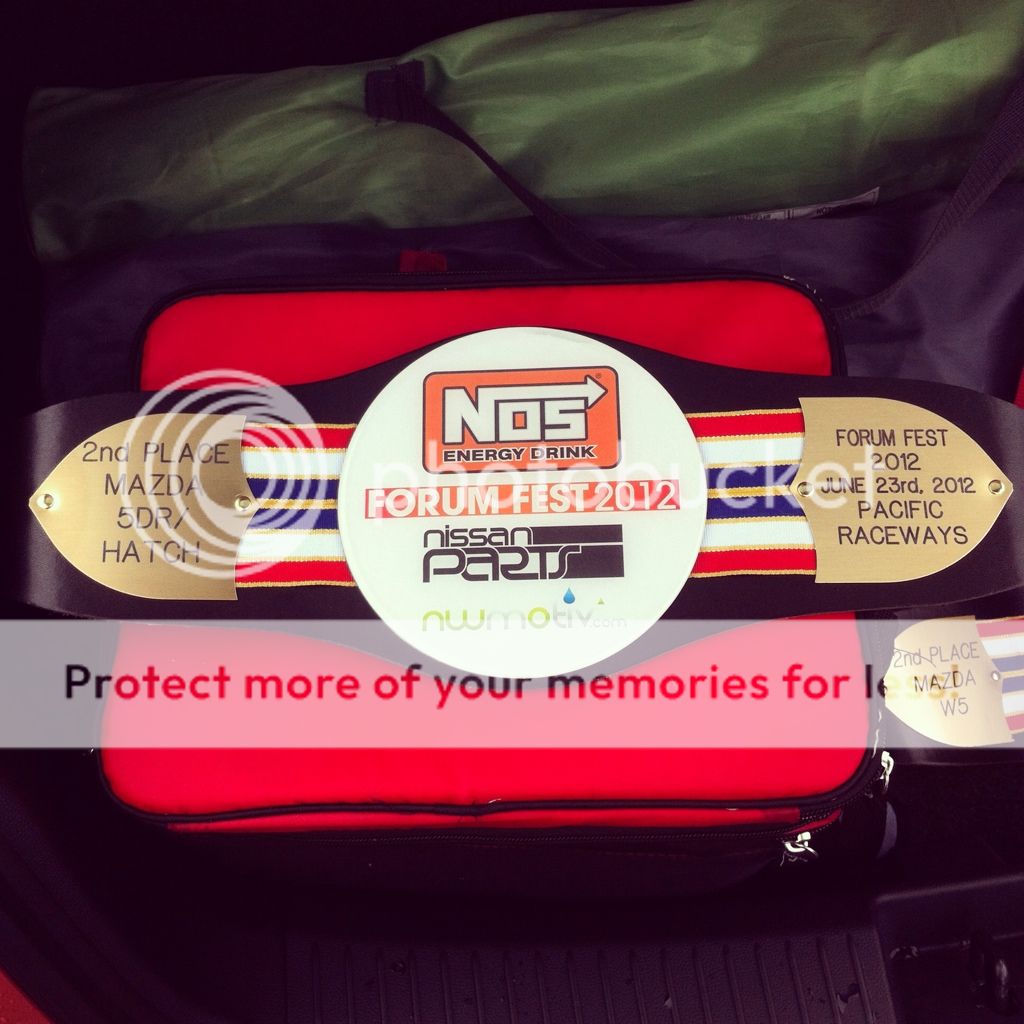 2nd PLACE
MAZDA
5DR/
HATCH
NOS
ENERGY DRINK
FORUM FEST 2012
nissan
PARTS
nwmotiv.com
FORUM FEST
2012
JUNE 23rd, 2012
PACIFIC
RACEWAYS
photobucket
Protect more of your memories for less!
2nd PLACE
MAZDA
W5